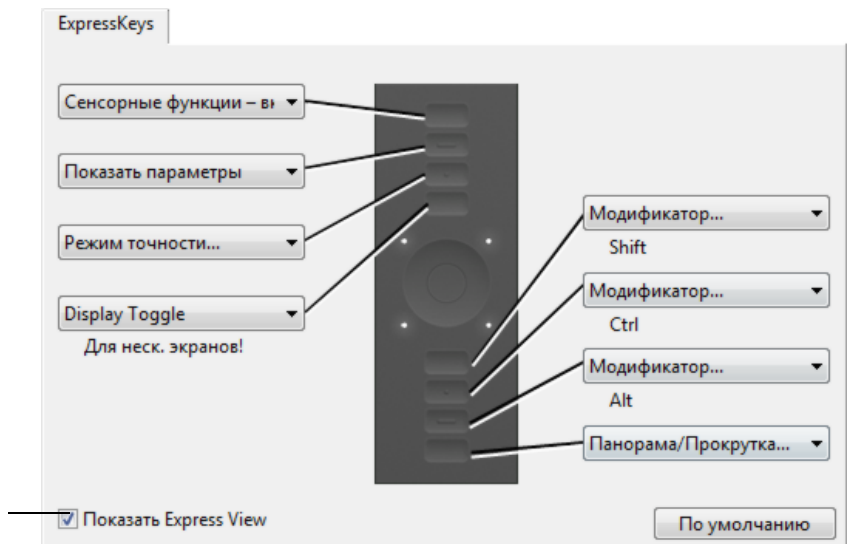 ExpressKeys
Сенсорные функции – вн
Показать параметры
Режим точности...
Display Toggle
Для неск. экранов!
Модификатор...
Shift
Модификатор...
Ctrl
Модификатор...
Alt
Панорама/Прокрутка...
Показать Express View
По умолчанию